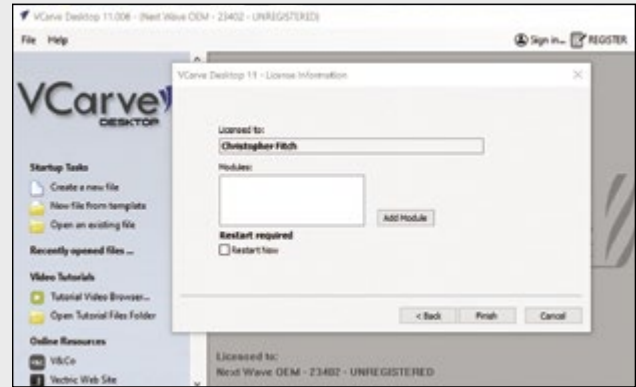 VCarve Desktop 11.006 - (Next Wave OEM - 23402 - UNREGISTERED)
File Help
Sign in... REGISTER
VCarve
DESKTOP
Startup Tasks
Create a new file
New file from template
Open an existing file
Recently opened files ...
Video Tutorials
Tutorial Video Browser...
Open Tutorial Files Folder
Online Resources
V&Co
Vectric Web Site
VCarve Desktop 11 - License Information
Licensed to:
Christopher Fitch
Modules:
Add Module
Restart required
Restart Now
< Back Finish Cancel
Licensed to:
Next Wave OEM - 23402 - UNREGISTERED